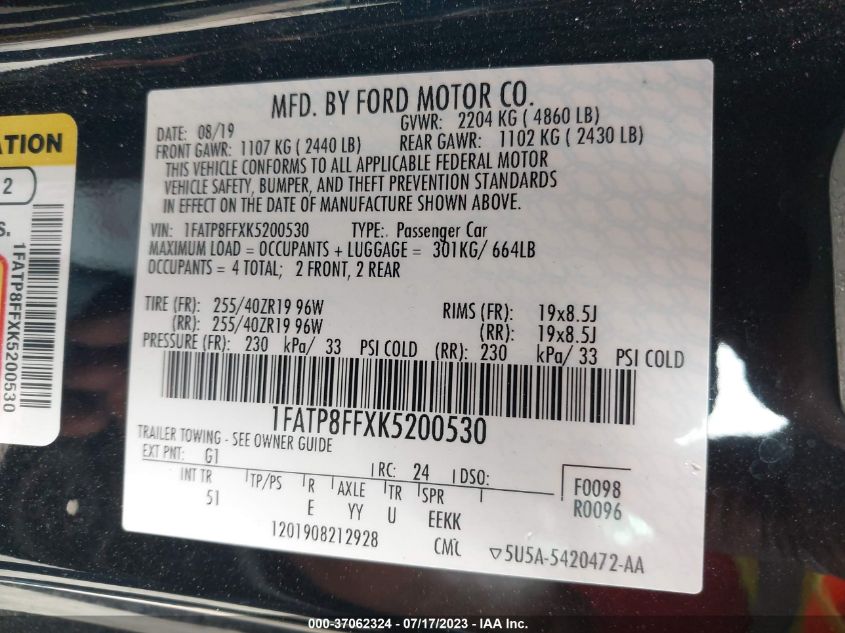 MFD. BY FORD MOTOR CO.
DATE: 08/19 GVWR: 2204 KG ( 4860 LB)
FRONT GAWR: 1107 KG ( 2440 LB) REAR GAWR: 1102 KG ( 2430 LB)
THIS VEHICLE CONFORMS TO ALL APPLICABLE FEDERAL MOTOR
VEHICLE SAFETY, BUMPER, AND THEFT PREVENTION STANDARDS
IN EFFECT ON THE DATE OF MANUFACTURE SHOWN ABOVE.
VIN: 1FATP8FFXK5200530 TYPE:. Passenger Car
MAXIMUM LOAD = OCCUPANTS + LUGGAGE = 301KG/ 664LB
OCCUPANTS = 4 TOTAL; 2 FRONT, 2 REAR
TIRE (FR): 255/40ZR19 96W RIMS (FR): 19x8.5J
(RR): 255/40ZR19 96W (RR): 19x8.5J
PRESSURE (FR): 230 kPa/ 33 PSI COLD (RR): 230 kPa/ 33 PSI COLD
1FATP8FFXK5200530
TRAILER TOWING - SEE OWNER GUIDE
EXT PNT: G1 RC: 24 DSO:
INT TR TP/PS R AXLE TR SPR F0098
51 E YY U EEKK R0096
1201908212928 CMC ▽5U5A-5420472-AA
ATION
2
S.
1FATP8FFXK5200530
000-37062324 - 07/17/2023 - IAA Inc.